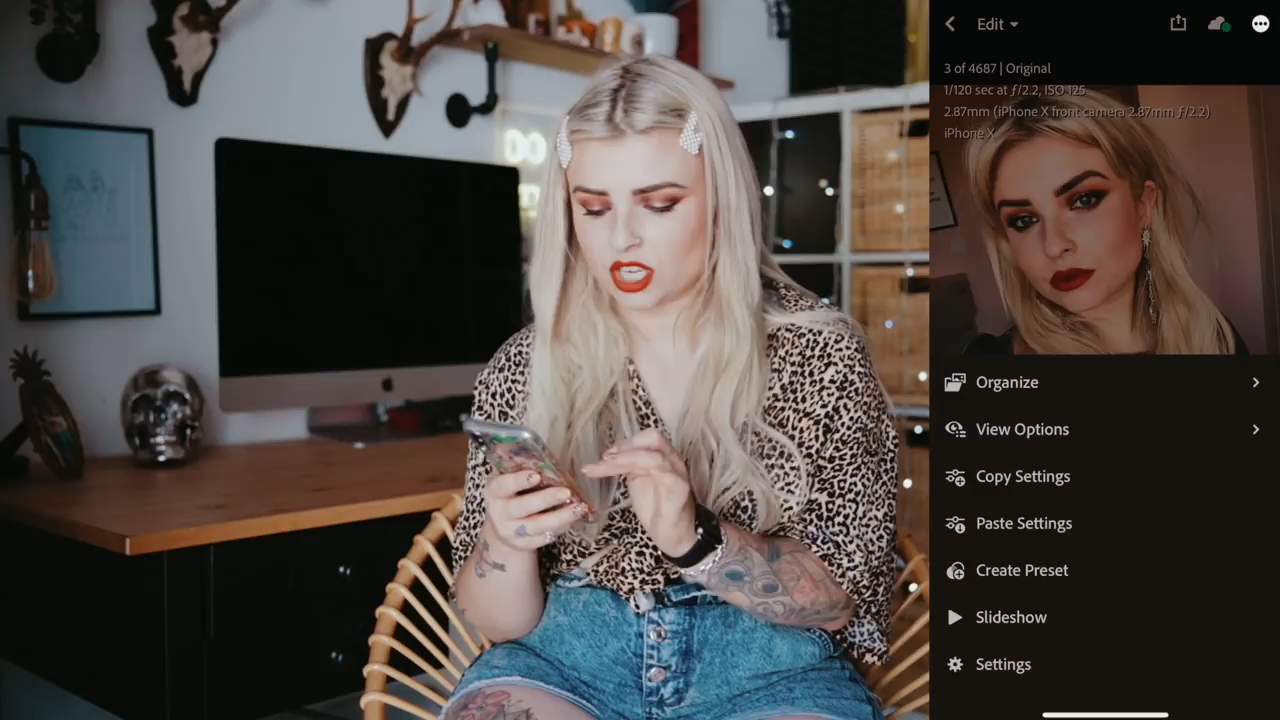 Edit
3 of 4687 | Original
1/120 sec at ƒ/2.2, ISO 125
2.87mm (iPhone X front camera 2.87mm ƒ/2.2)
iPhone X
Organize
View Options
Copy Settings
Paste Settings
Create Preset
Slideshow
Settings